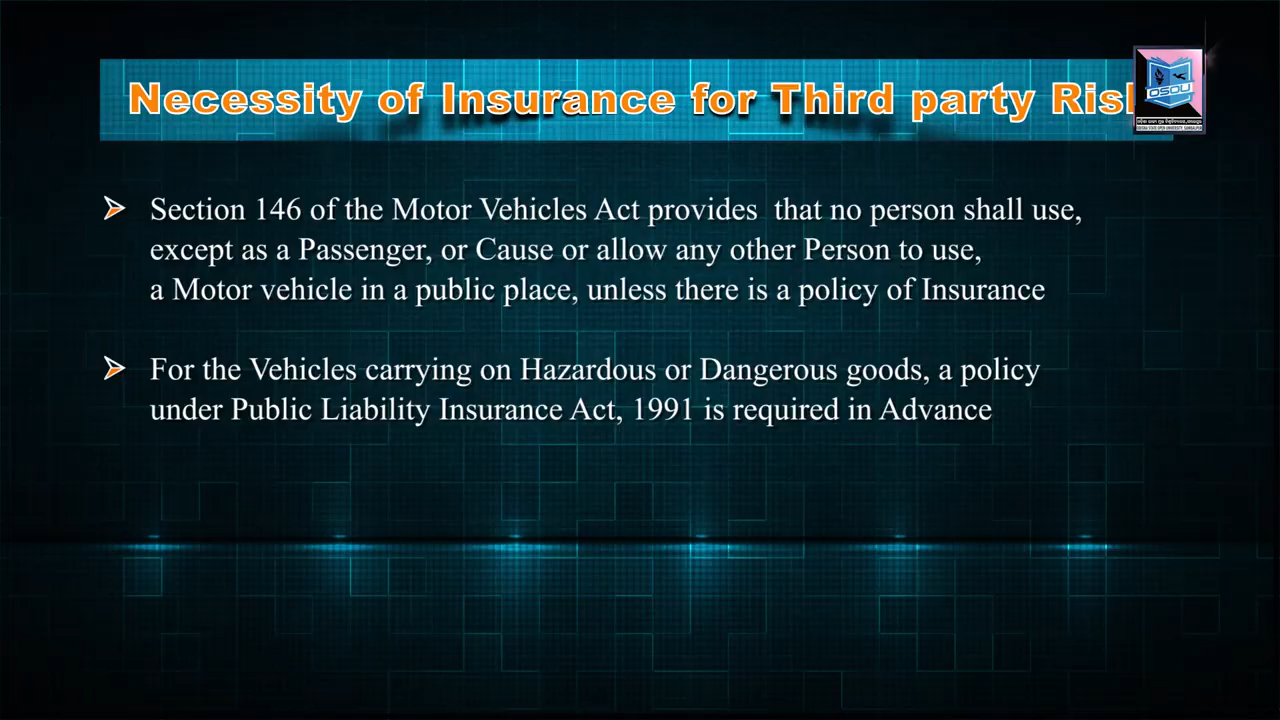 Necessity of Insurance for Third party Ris
OSOU
Section 146 of the Motor Vehicles Act provides that no person shall use,
except as a Passenger, or Cause or allow any other Person to use,
a Motor vehicle in a public place, unless there is a policy of Insurance
For the Vehicles carrying on Hazardous or Dangerous goods, a policy
under Public Liability Insurance Act, 1991 is required in Advance